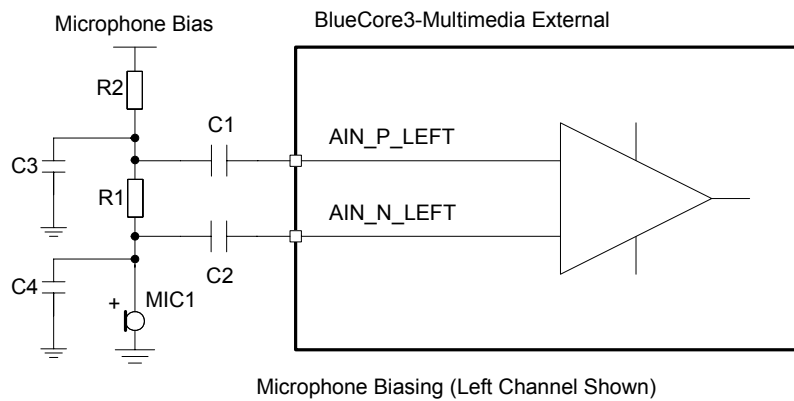 Microphone Bias
BlueCore3-Multimedia External
R2
C1
AIN_P_LEFT
C3
R1
AIN_N_LEFT
C2
C4
+
MIC1
Microphone Biasing (Left Channel Shown)